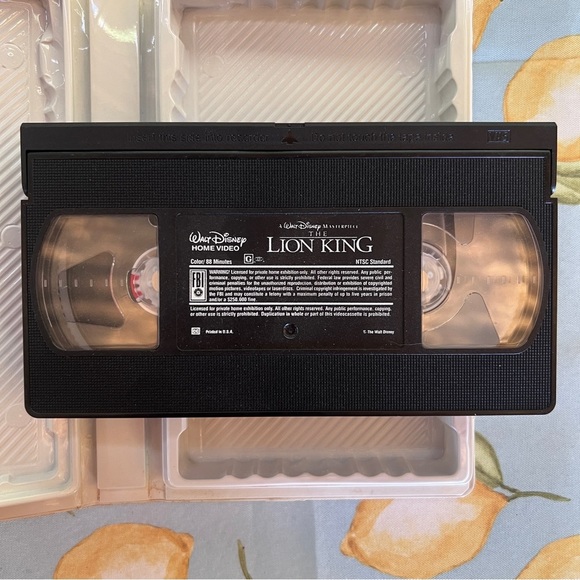 VHS
Walt Disney
HOME VIDEO
A Walt Disney Masterpiece
THE
LION KING
Color/88 Minutes
G
NTSC Standard
FBI
WARNING! Licensed for private home exhibition only. All other rights reserved. Any public performance, copying, or other use is strictly prohibited. Federal law provides severe civil and
criminal penalties for the unauthorized reproduction, distribution or exhibition of copyrighted
motion pictures, videotapes or laserdiscs. Criminal copyright infringement is investigated by
the FBI and may constitute a felony with a maximum penalty of up to five years in prison
and/or a $250,000 fine.
Licensed for private home exhibition only. All other rights reserved. Any public performance, copying,
or other use is strictly prohibited. Duplication in whole or part of this videocassette is prohibited.
Printed in U.S.A.
© The Walt Disney